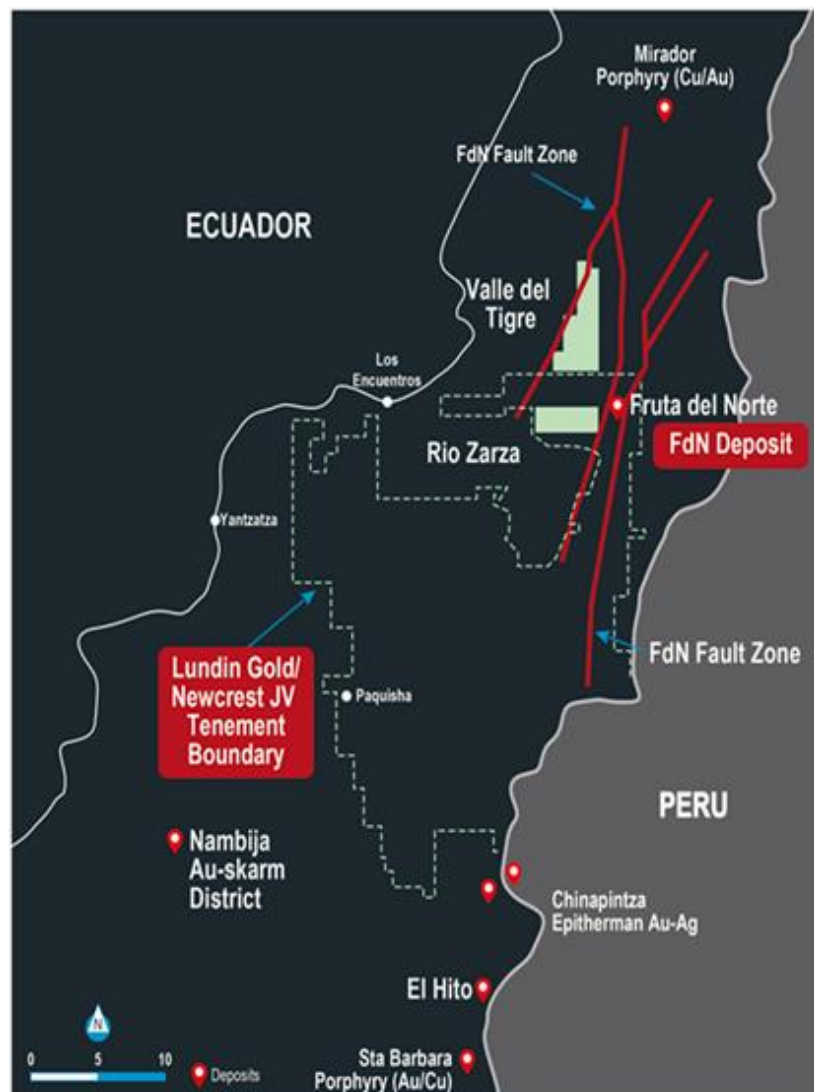 Mirador
Porphyry (Cu/Au)
FdN Fault Zone
ECUADOR
Valle del
Tigre
Los
Encuentros
Fruta del Norte
FdN Deposit
Rio Zarza
Yantzatza
FdN Fault Zone
Lundin Gold/
Newcrest JV
Tenement
Boundary
Paquisha
PERU
Nambija
Au-skarm
District
Chinapintza
Epitherman Au-Ag
El Hito
N
0 5 10
Deposits
Sta Barbara
Porphyry (Au/Cu)